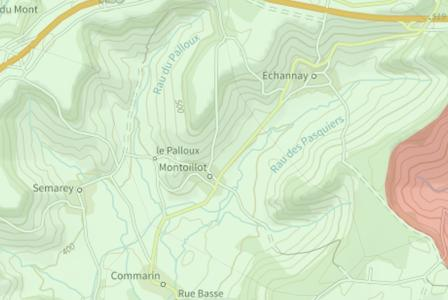 du Mont
Rau du Palloux
Echannay
500
Rau des Pasquiers
le Palloux
Montoillot
Semarey
400
Commarin
Rue Basse